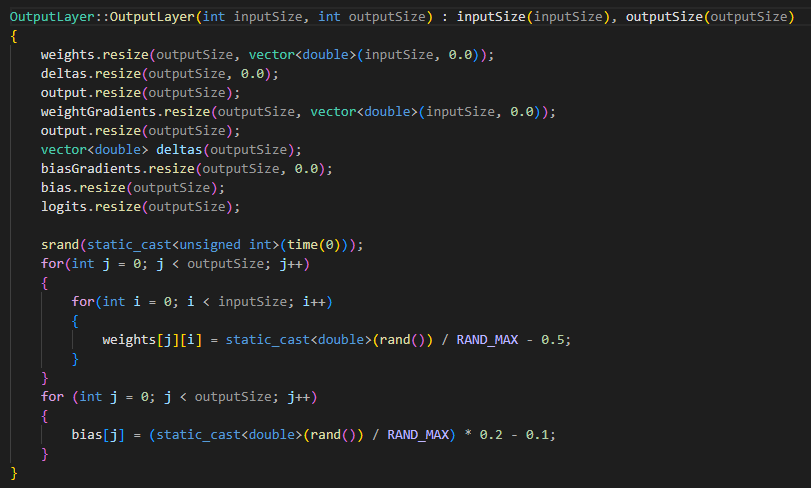 OutputLayer::OutputLayer(int inputSize, int outputSize) : inputSize(inputSize), outputSize(outputSize)
{
    weights.resize(outputSize, vector<double>(inputSize, 0.0));
    deltas.resize(outputSize, 0.0);
    output.resize(outputSize);
    weightGradients.resize(outputSize, vector<double>(inputSize, 0.0));
    output.resize(outputSize);
    vector<double> deltas(outputSize);
    biasGradients.resize(outputSize, 0.0);
    bias.resize(outputSize);
    logits.resize(outputSize);

    srand(static_cast<unsigned int>(time(0)));
    for(int j = 0; j < outputSize; j++)
    {
        for(int i = 0; i < inputSize; i++)
        {
            weights[j][i] = static_cast<double>(rand()) / RAND_MAX - 0.5;
        }
    }
    for (int j = 0; j < outputSize; j++)
    {
        bias[j] = (static_cast<double>(rand()) / RAND_MAX) * 0.2 - 0.1;
    }
}